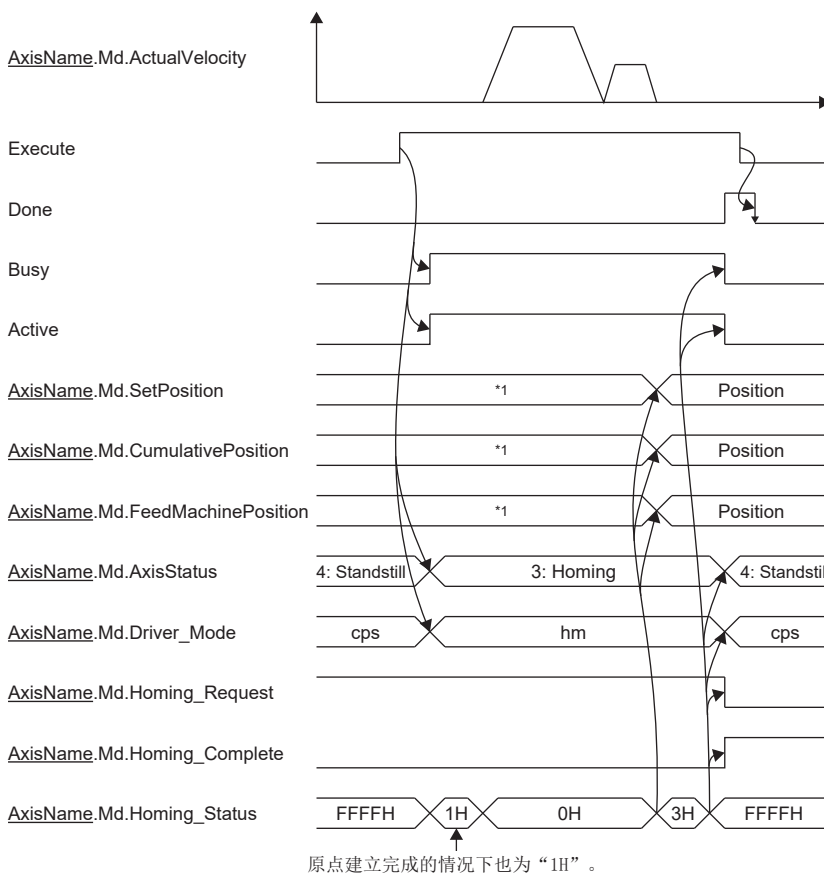 AxisName.Md.ActualVelocity
Execute
Done
Busy
Active
AxisName.Md.SetPosition *1 Position
AxisName.Md.CumulativePosition *1 Position
AxisName.Md.FeedMachinePosition *1 Position
AxisName.Md.AxisStatus 4: Standstill 3: Homing 4: Standstil
AxisName.Md.Driver_Mode cps hm cps
AxisName.Md.Homing_Request
AxisName.Md.Homing_Complete
AxisName.Md.Homing_Status FFFFH 1H 0H 3H FFFFH
原点建立完成的情况下也为“1H”。